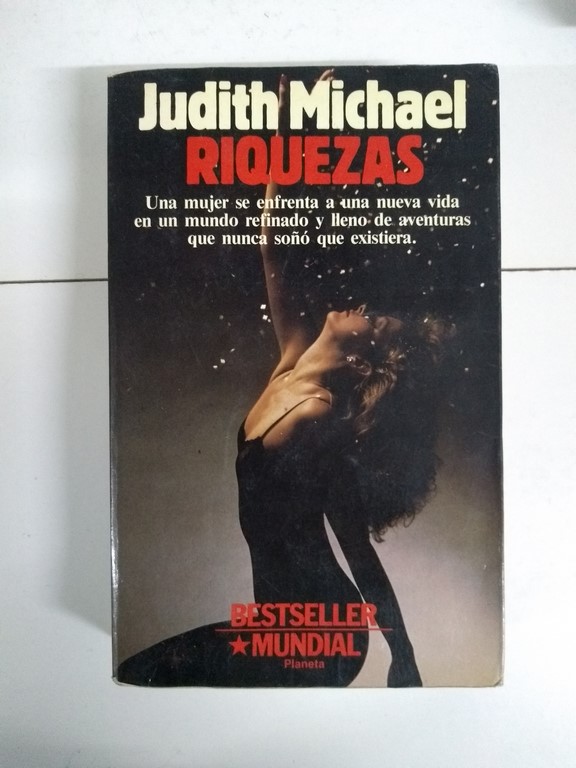 Judith Michael
RIQUEZAS
Una mujer se enfrenta a una nueva vida
en un mundo refinado y lleno de aventuras
que nunca soñó que existiera.
BESTSELLER
★MUNDIAL
Planeta